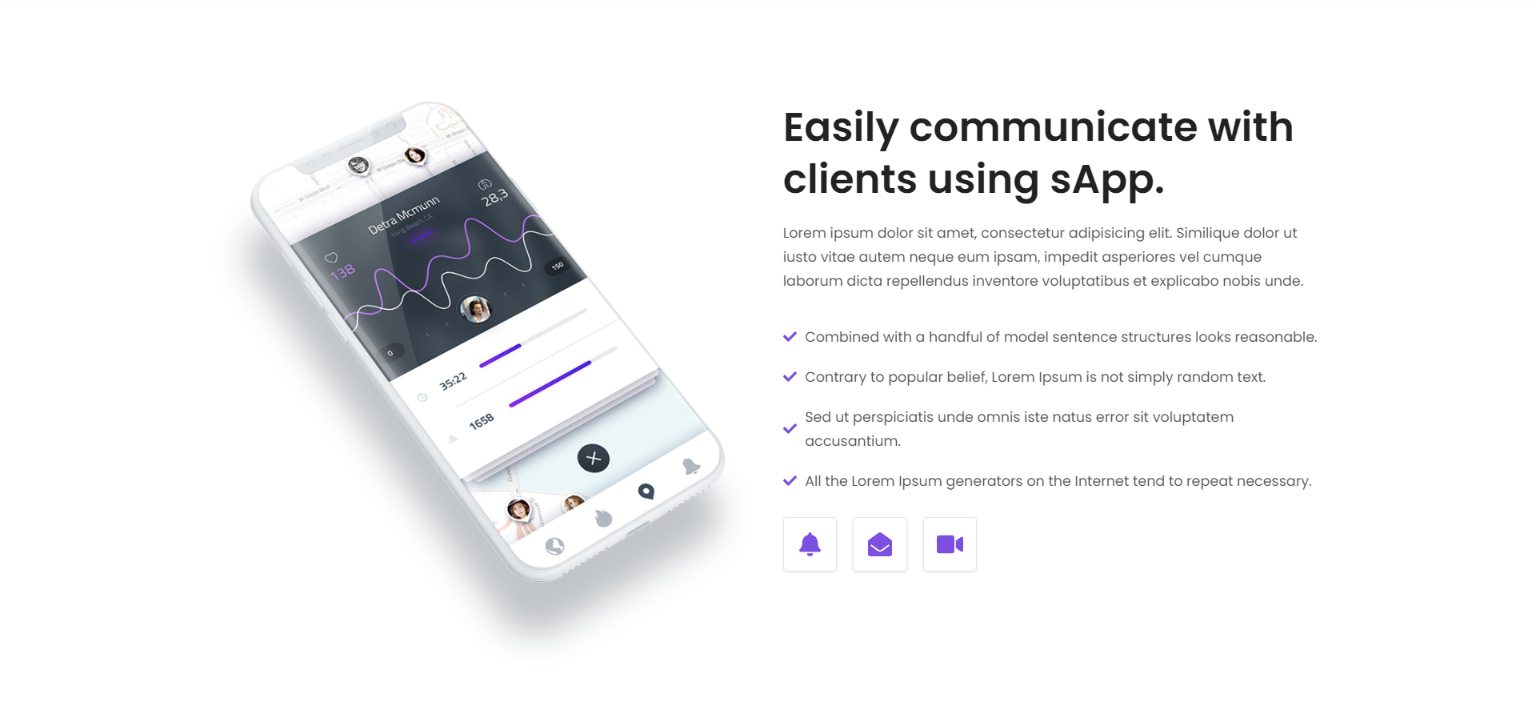 Easily communicate with
clients using sApp.
Lorem ipsum dolor sit amet, consectetur adipisicing elit. Similique dolor ut
iusto vitae autem neque eum ipsam, impedit asperiores vel cumque
laborum dicta repellendus inventore voluptatibus et explicabo nobis unde.
Combined with a handful of model sentence structures looks reasonable.
Contrary to popular belief, Lorem Ipsum is not simply random text.
Sed ut perspiciatis unde omnis iste natus error sit voluptatem
accusantium.
All the Lorem Ipsum generators on the Internet tend to repeat necessary.
Detra Mcmunn
Long Beach, CA
28,3
138
150
0
35:22
1658